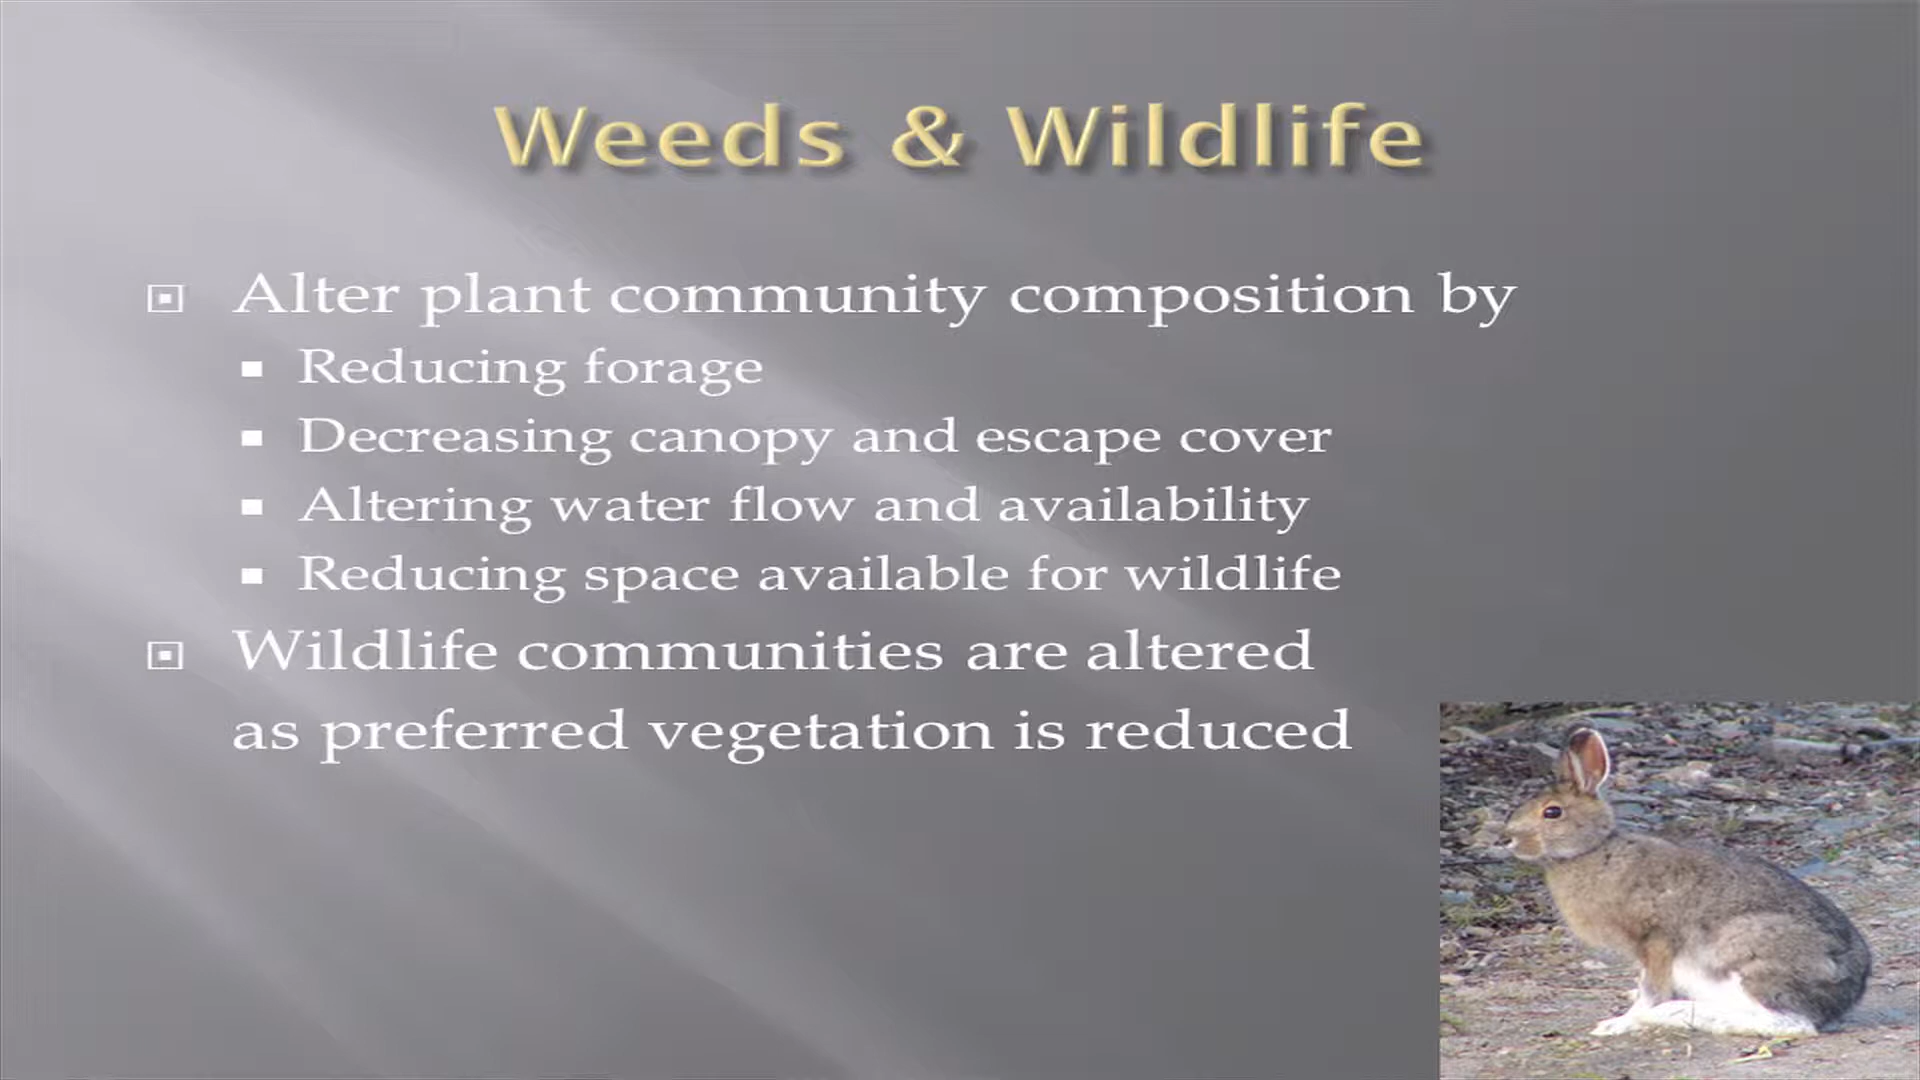 Weeds & Wildlife
Alter plant community composition by
Reducing forage
Decreasing canopy and escape cover
Altering water flow and availability
Reducing space available for wildlife
Wildlife communities are altered
as preferred vegetation is reduced